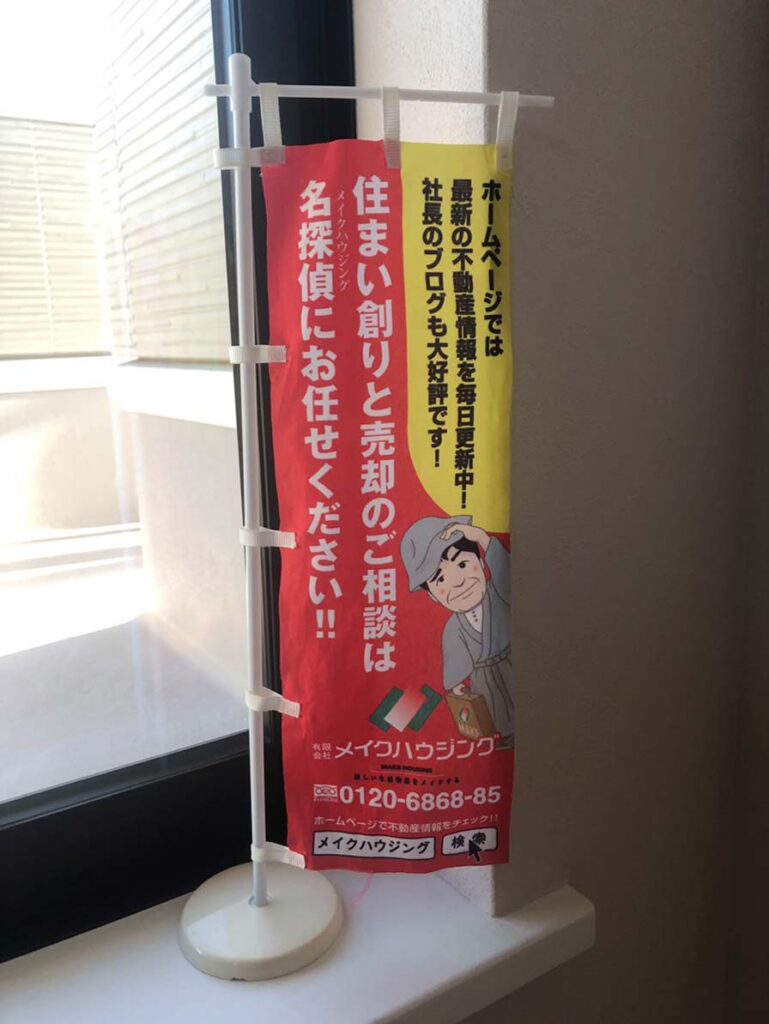 ホームページでは
最新の不動産情報を毎日更新中！
社長のブログも大好評です！
住まい創りと売却のご相談は
メイクハウジング
名探偵にお任せください!!
MAKE
有限会社 メイクハウジング
MAKE HOUSING
0120-6868-85
ホームページで不動産情報をチェック!!
メイクハウジング 検索